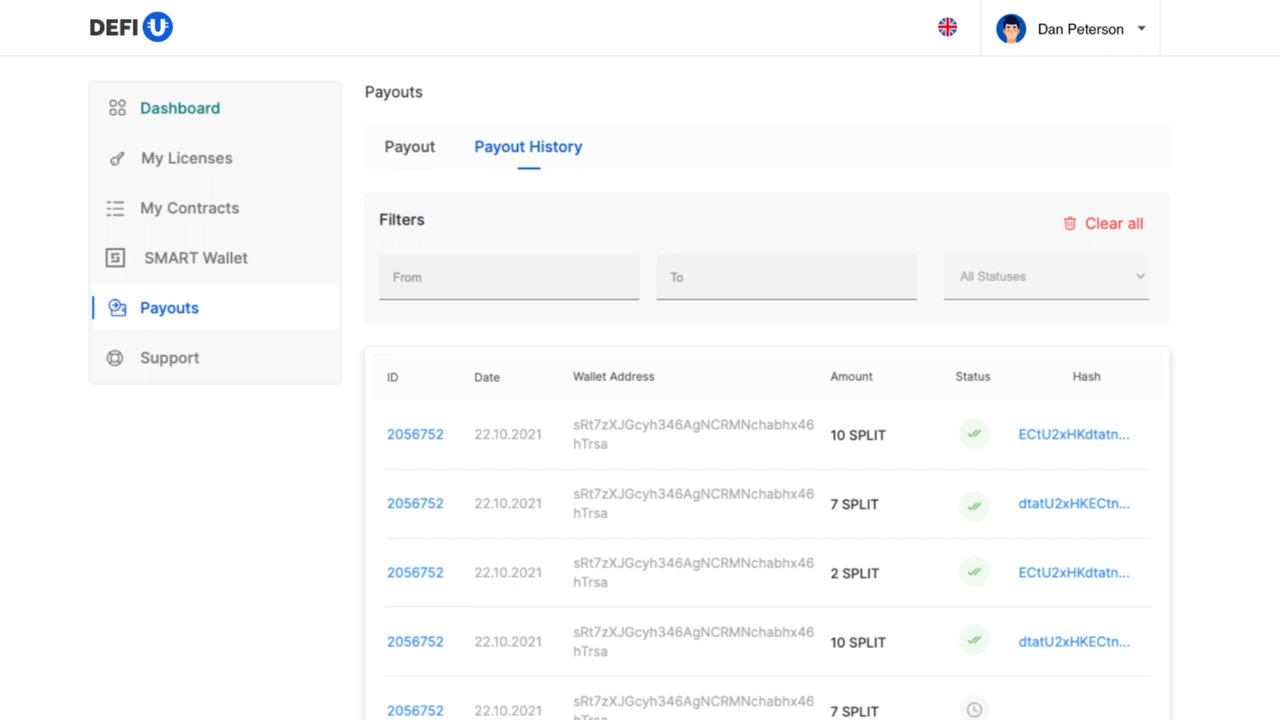 DEFI U
Dan Peterson
Dashboard
My Licenses
My Contracts
SMART Wallet
Payouts
Support
Payouts
Payout Payout History
Filters
Clear all
From To All Statuses
ID Date Wallet Address Amount Status Hash
2056752 22.10.2021 sRt7zXJGcyh346AgNCRMNchabhx46 10 SPLIT ECtU2xHKdtatn...
hTrsa
2056752 22.10.2021 sRt7zXJGcyh346AgNCRMNchabhx46 7 SPLIT dtatU2xHKECtn...
hTrsa
2056752 22.10.2021 sRt7zXJGcyh346AgNCRMNchabhx46 2 SPLIT ECtU2xHKdtatn...
hTrsa
2056752 22.10.2021 sRt7zXJGcyh346AgNCRMNchabhx46 10 SPLIT dtatU2xHKECtn...
hTrsa
2056752 22.10.2021 sRt7zXJGcyh346AgNCRMNchabhx46 7 SPLIT
hTrsa